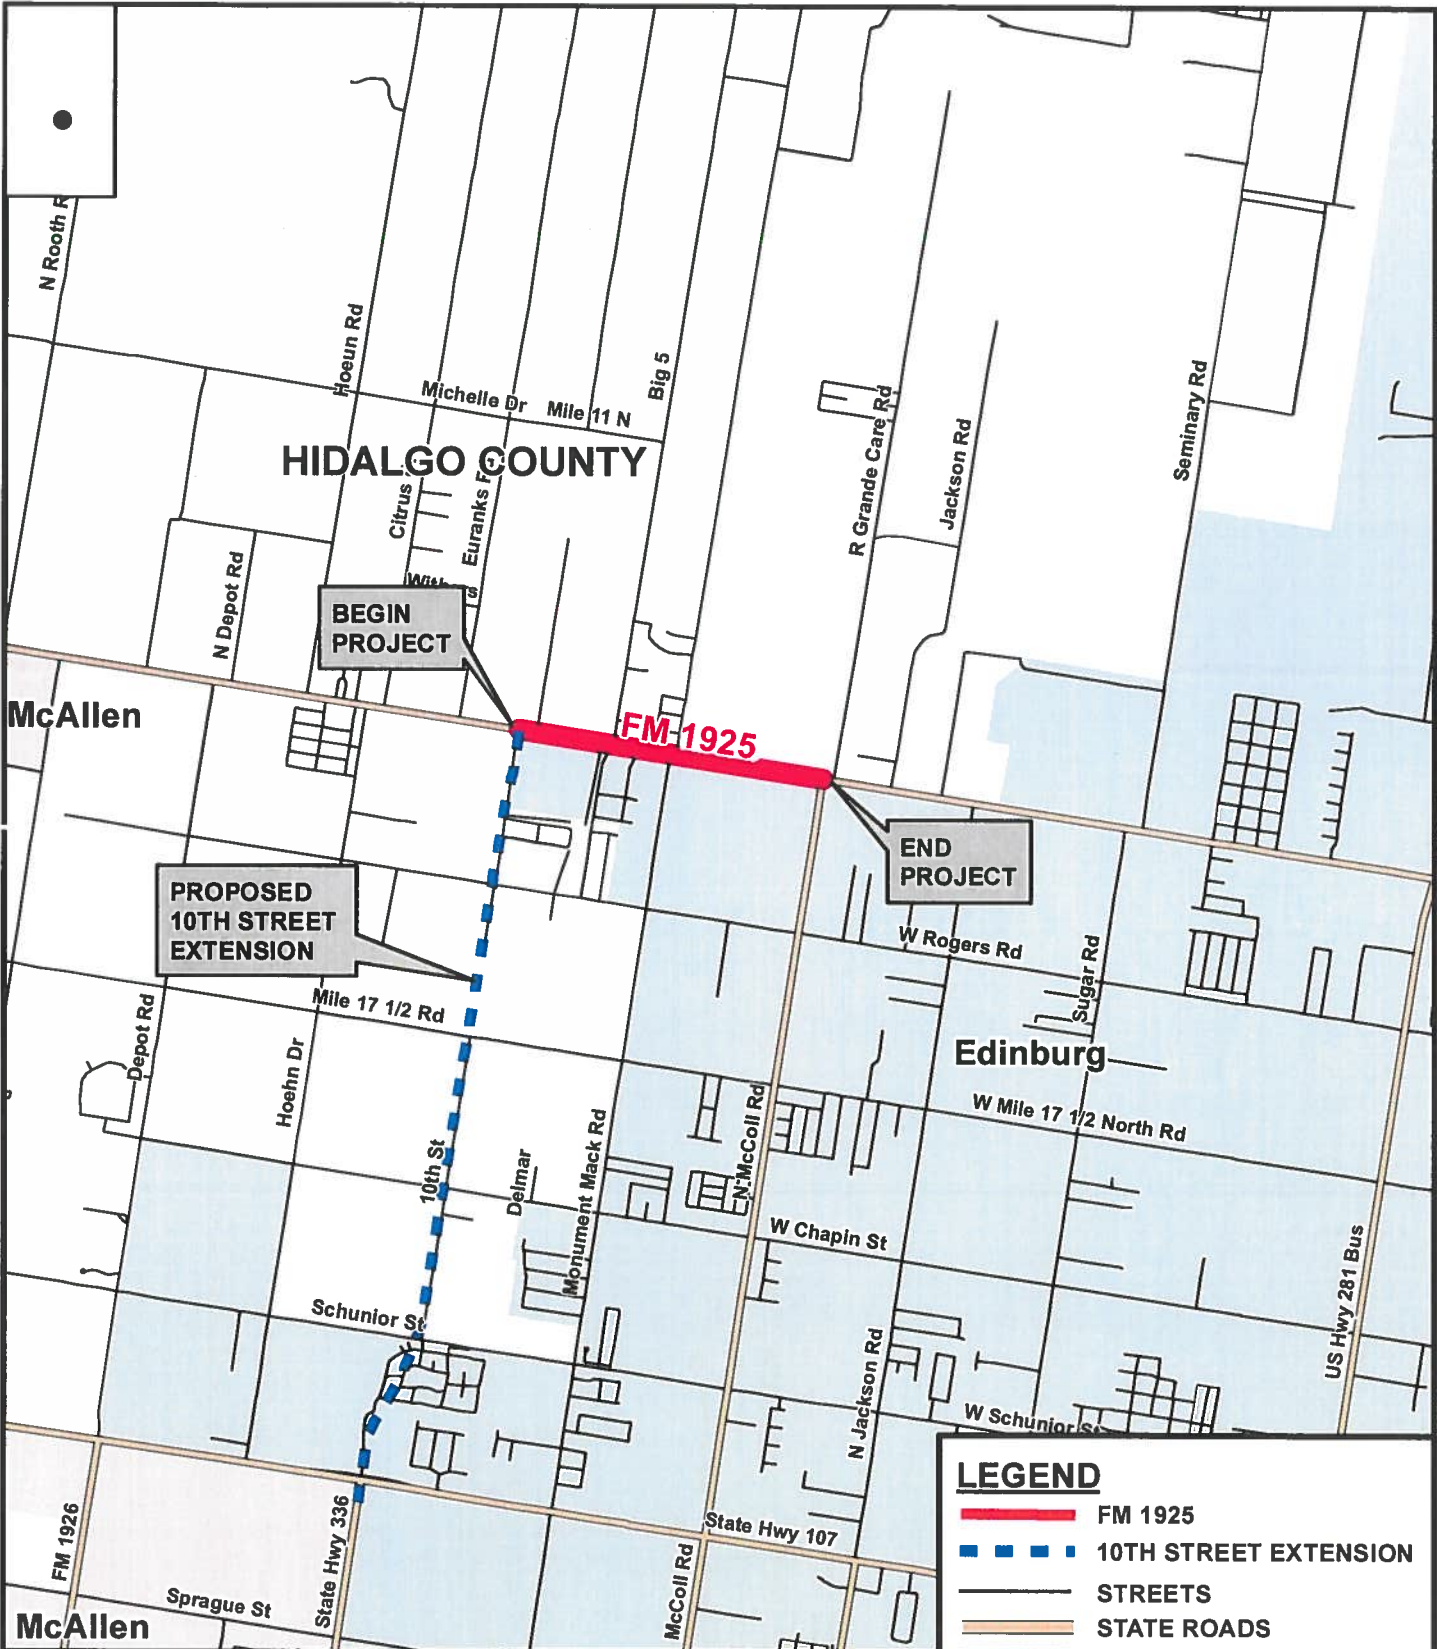 N Rooth R
Hoeun Rd
Big 5
Michelle Dr
Mile 11 N
R Grande Care Rd
Jackson Rd
Seminary Rd
HIDALGO COUNTY
Citrus
Euranks F
N Depot Rd
BEGIN
PROJECT
McAllen
FM 1925
END
PROJECT
PROPOSED
10TH STREET
EXTENSION
W Rogers Rd
Sugar Rd
Mile 17 1/2 Rd
Depot Rd
Hoehn Dr
Edinburg
W Mile 17 1/2 North Rd
10th St
Delmar
Monument Mack Rd
N McColl Rd
W Chapin St
Schunior St
US Hwy 281 Bus
N Jackson Rd
W Schunior St
FM 1926
State Hwy 336
State Hwy 107
McColl Rd
Sprague St
McAllen
LEGEND
FM 1925
10TH STREET EXTENSION
STREETS
STATE ROADS